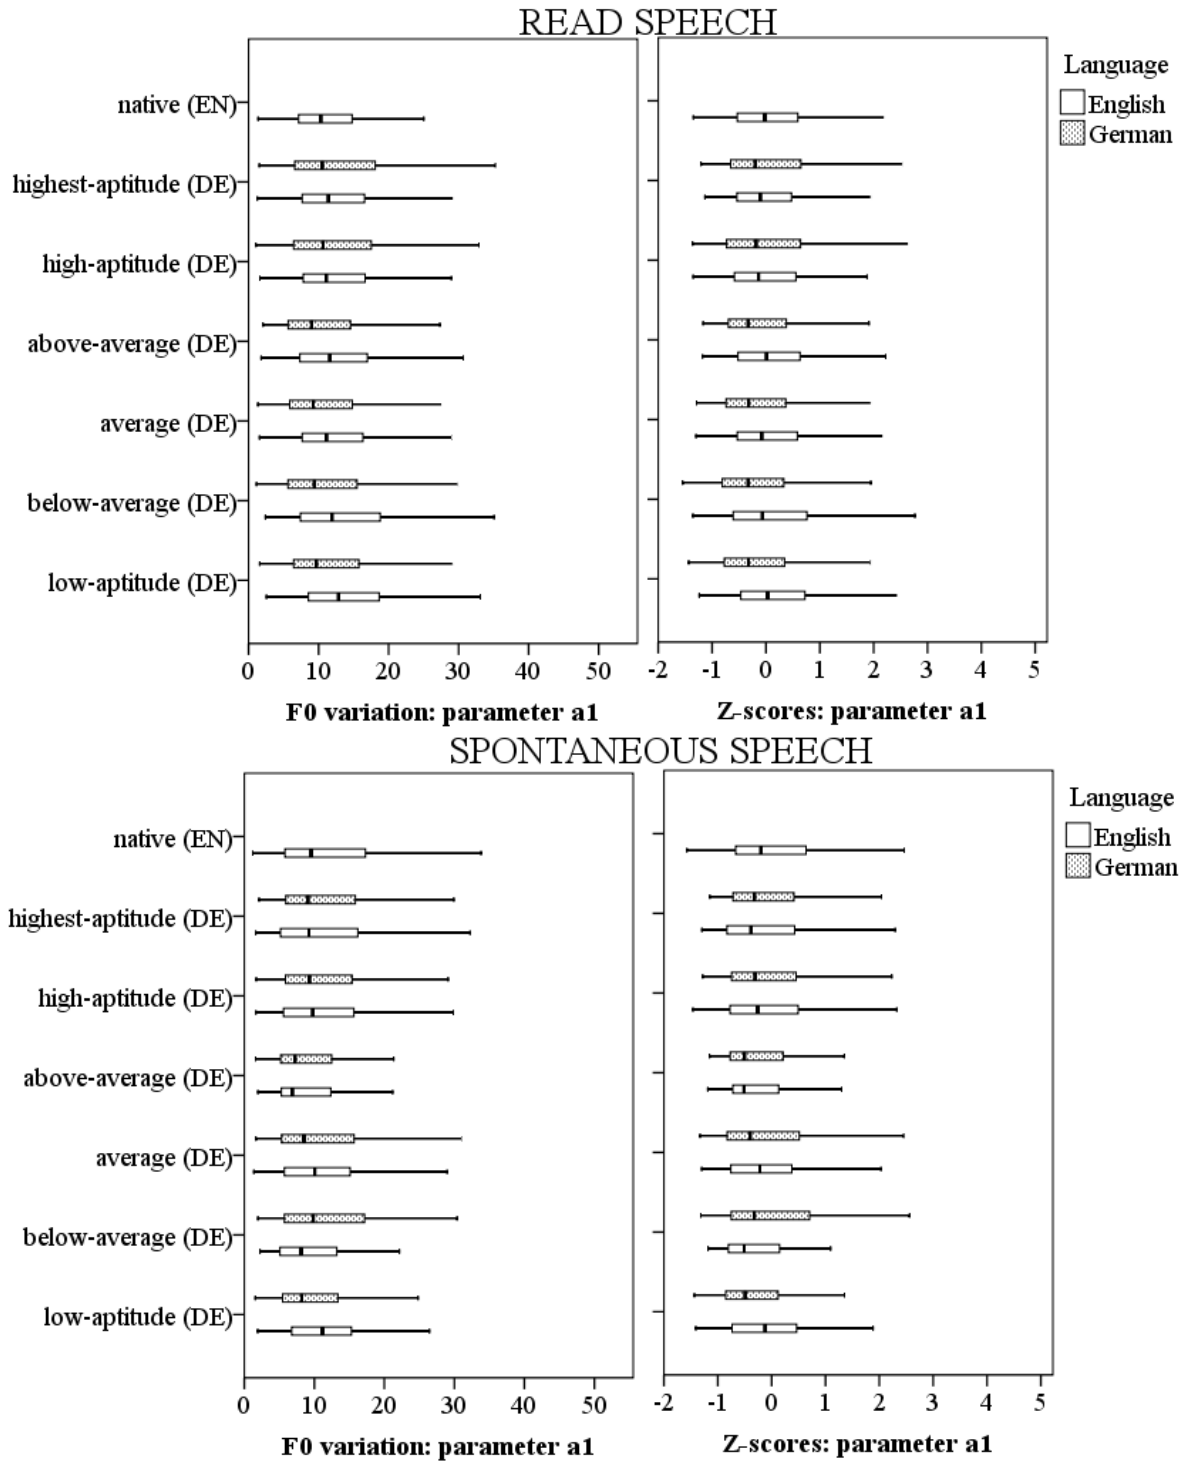 READ SPEECH
Language
English
German
native (EN)
highest-aptitude (DE)
high-aptitude (DE)
above-average (DE)
average (DE)
below-average (DE)
low-aptitude (DE)
0 10 20 30 40 50
-2 -1 0 1 2 3 4 5
F0 variation: parameter a1
Z-scores: parameter a1
SPONTANEOUS SPEECH
Language
English
German
native (EN)
highest-aptitude (DE)
high-aptitude (DE)
above-average (DE)
average (DE)
below-average (DE)
low-aptitude (DE)
0 10 20 30 40 50
-2 -1 0 1 2 3 4 5
F0 variation: parameter a1
Z-scores: parameter a1